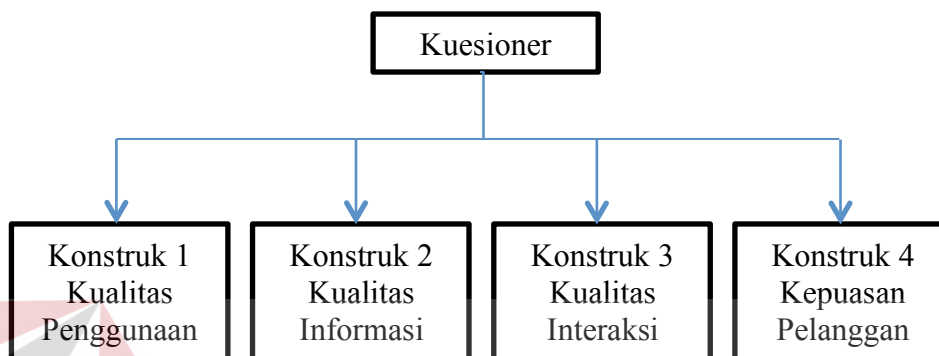 Kuesioner
Konstruk 1
Kualitas
Penggunaan
Konstruk 2
Kualitas
Informasi
Konstruk 3
Kualitas
Interaksi
Konstruk 4
Kepuasan
Pelanggan